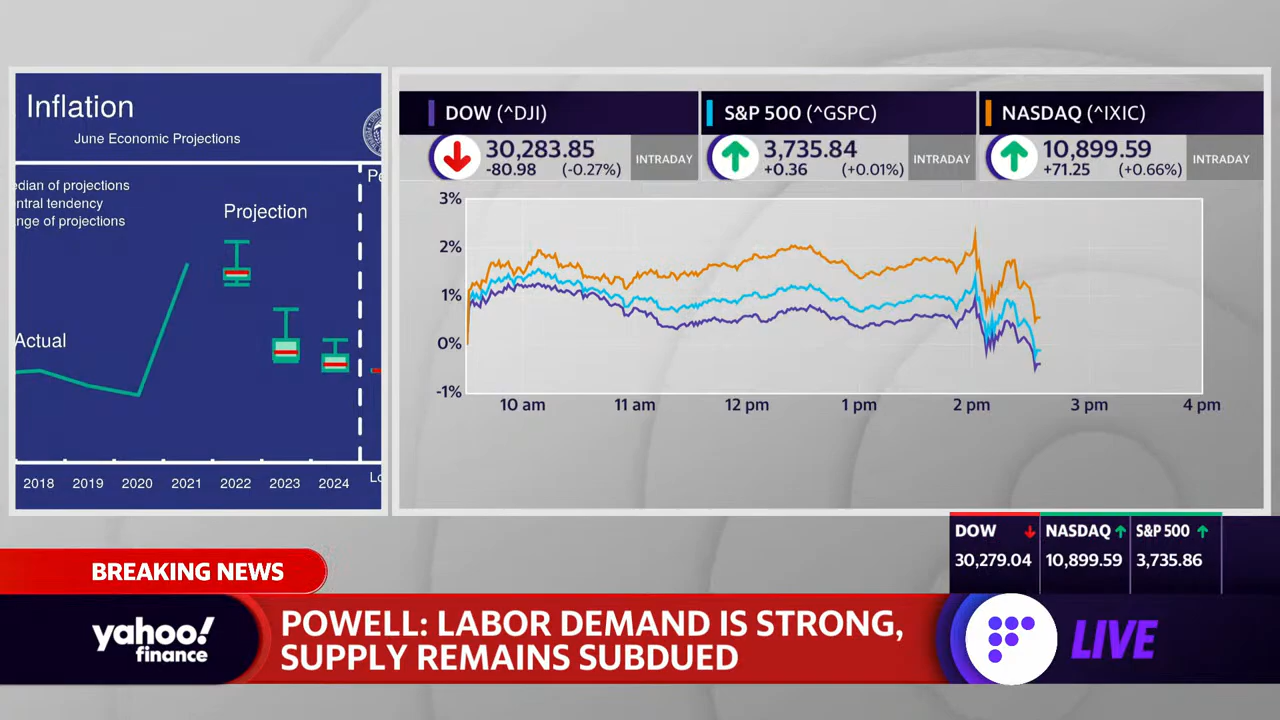 Inflation
June Economic Projections
edian of projections
ntral tendency
nge of projections
Projection
Actual
2018 2019 2020 2021 2022 2023 2024
Pe
Lo
DOW (^DJI)
30,283.85
-80.98 (-0.27%)
INTRADAY
S&P 500 (^GSPC)
3,735.84
+0.36 (+0.01%)
INTRADAY
NASDAQ (^IXIC)
10,899.59
+71.25 (+0.66%)
INTRADAY
3%
2%
1%
0%
-1%
10 am 11 am 12 pm 1 pm 2 pm 3 pm 4 pm
DOW NASDAQ S&P 500
30,279.04 10,899.59 3,735.86
BREAKING NEWS
yahoo!
finance
POWELL: LABOR DEMAND IS STRONG,
SUPPLY REMAINS SUBDUED
LIVE